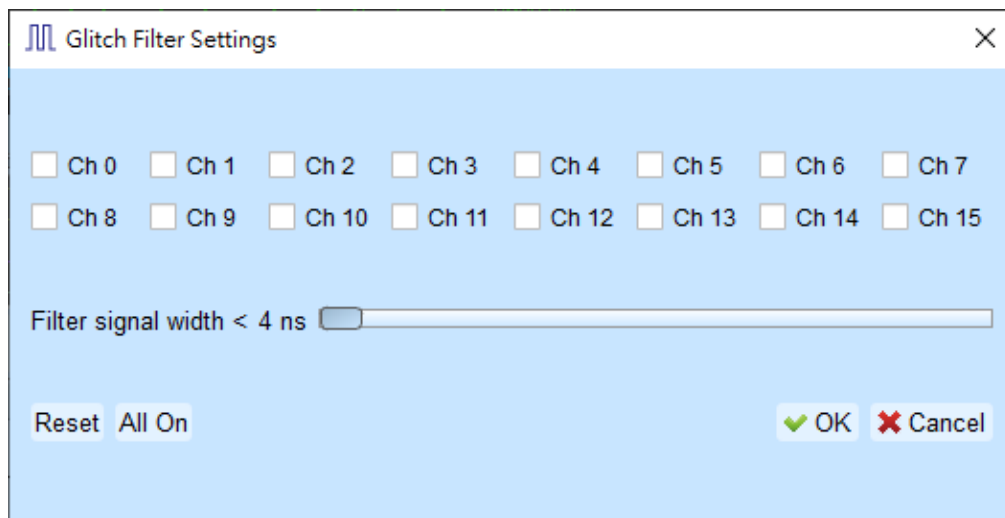 Glitch Filter Settings
Ch 0 Ch 1 Ch 2 Ch 3 Ch 4 Ch 5 Ch 6 Ch 7
Ch 8 Ch 9 Ch 10 Ch 11 Ch 12 Ch 13 Ch 14 Ch 15
Filter signal width < 4 ns
Reset All On OK Cancel